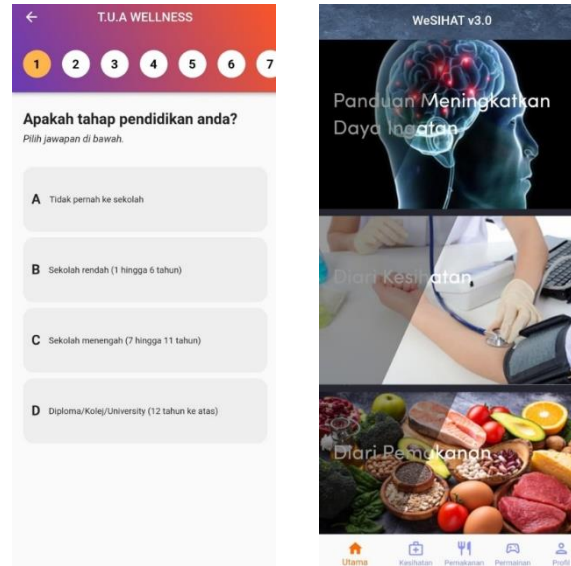 T.U.A WELLNESS
1 2 3 4 5 6 7
Apakah tahap pendidikan anda?
Pilih jawapan di bawah.
A Tidak pernah ke sekolah
B Sekolah rendah (1 hingga 6 tahun)
C Sekolah menengah (7 hingga 11 tahun)
D Diploma/Kolej/University (12 tahun ke atas)
WeSIHAT v3.0
Panduan Meningkatkan
Daya Ingatan
Diari Kesihatan
Diari Pemakanan
Utama Kesihatan Pemakanan Permainan Profil